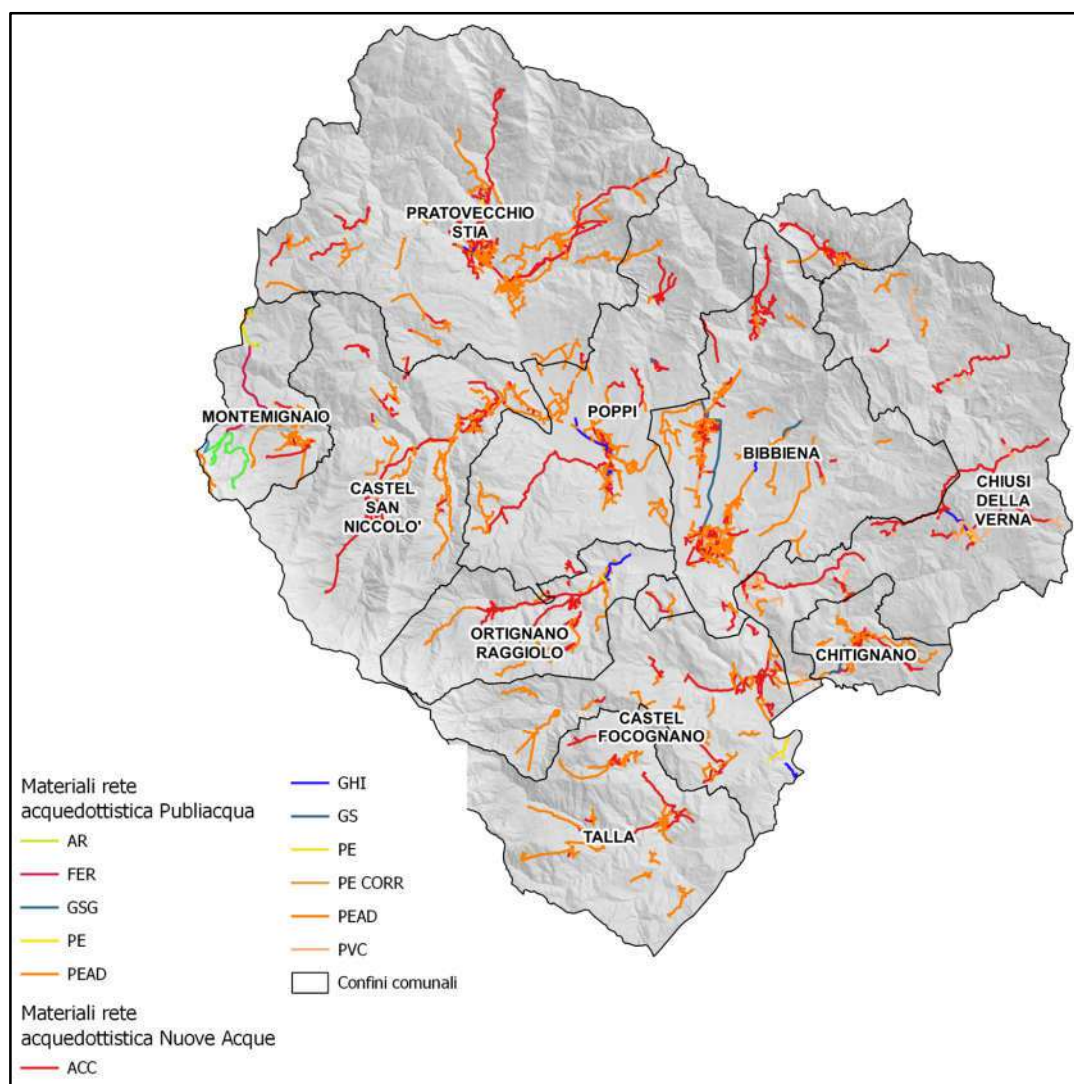 PRATOVECCHIO
STIA
MONTEMIGNAIO
POPPI
BIBBIENA
CASTEL
SAN
NICCOLO'
CHIUSI
DELLA
VERNA
ORTIGNANO
RAGGIOLO
CHITIGNANO
CASTEL
FOCOGNANO
TALLA
Materiali rete
acquedottistica Publiacqua
AR
FER
GSG
PE
PEAD
Materiali rete
acquedottistica Nuove Acque
ACC
GHI
GS
PE
PE CORR
PEAD
PVC
Confini comunali